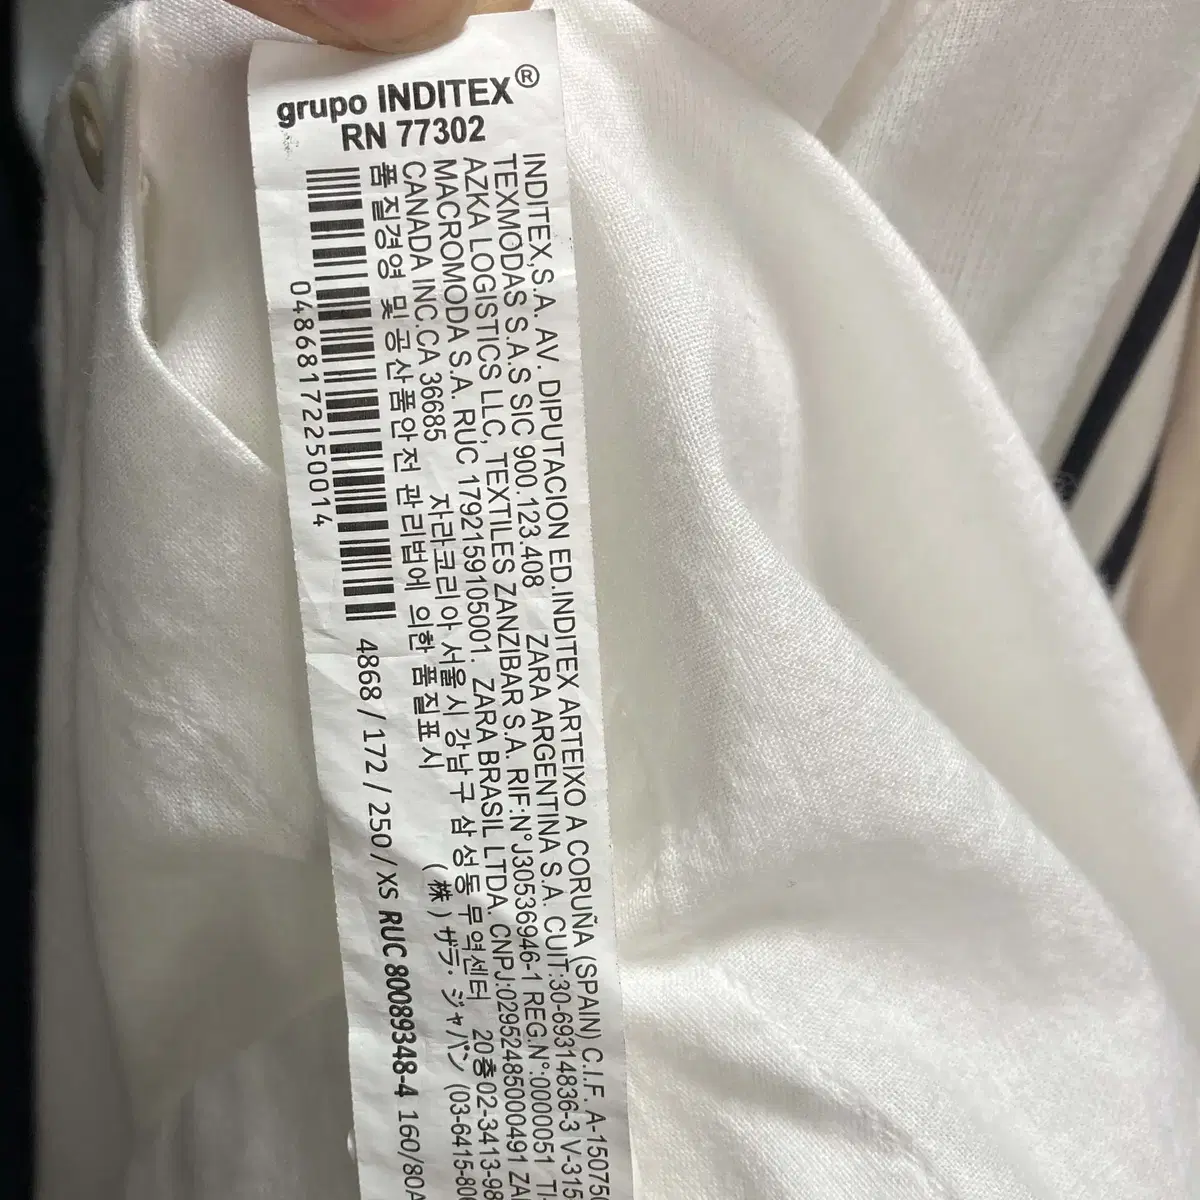 grupo INDITEX®
RN 77302
INDITEX,S.A. AV. DIPUTACION ED.INDITEX ARTEIXO A CORUÑA (SPAIN) C.I.F. A-15075
TEXMODAS S.A.S SIC 900.123.408 ZARA ARGENTINA S.A. CUIT:30-69314836-3 V-315
AZKA LOGISTICS LLC, TEXTILES ZANZIBAR S.A. RIF:N°J30536946-1 REG.N°:0000051
MACROMODA S.A. RUC 1792159105001. ZARA BRASIL LTDA. CNPJ:02952485000491
CANADA INC.CA 36685 자라코리아 서울시 강남구 삼성동 무역센터 20층 02-3413-98
품질경영 및 공산품안전 관리법에 의한 품질표시 (株) ザラ・ジャパン (03-6415-80
04868172250014
4868 / 172 / 250 / XS RUC 80089348-4 160/80A